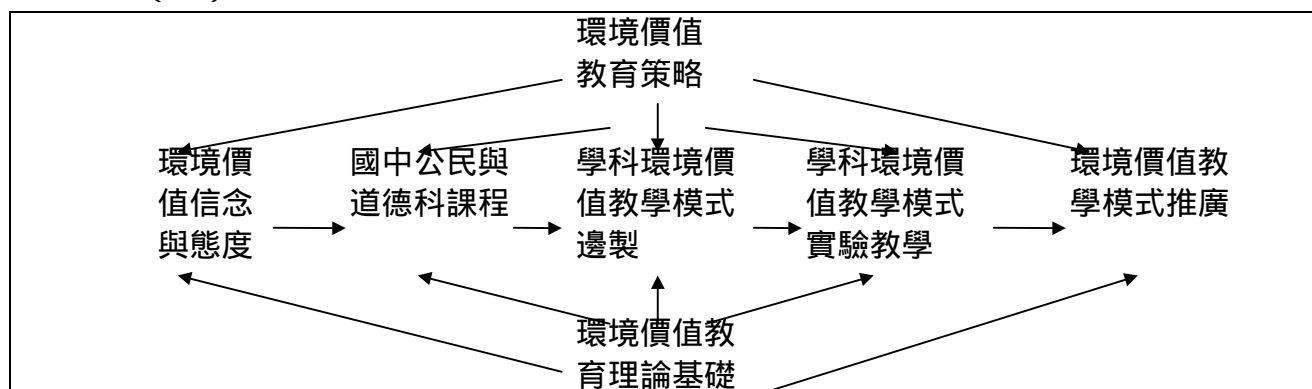 環境價值
教育策略
環境價
值信念
與態度
國中公民與
道德科課程
學科環境價
值教學模式
邊製
學科環境價
值教學模式
實驗教學
環境價值教
學模式推廣
環境價值教
育理論基礎